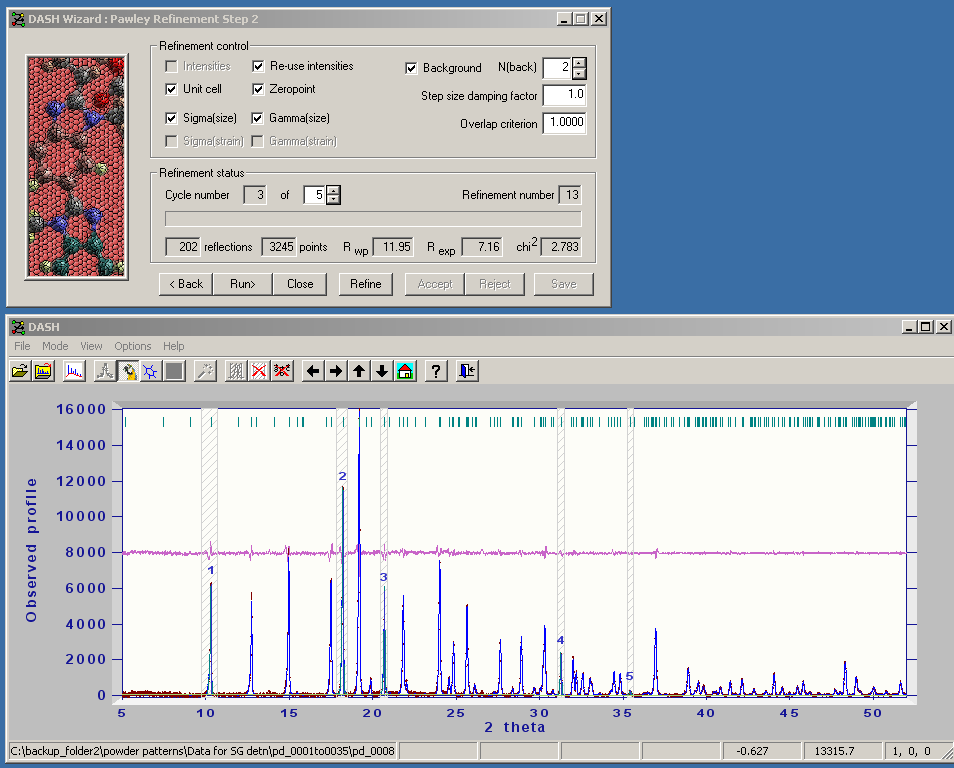 DASH Wizard : Pawley Refinement Step 2
Refinement control
Intensities Re-use intensities Background N(back) 2
Unit cell Zeropoint Step size damping factor 1.0
Sigma(size) Gamma(size) Overlap criterion 1.0000
Sigma(strain) Gamma(strain)
Refinement status
Cycle number 3 of 5 Refinement number 13
202 reflections 3245 points R wp 11.95 R exp 7.16 chi2 2.783
< Back Run> Close Refine Accept Reject Save
DASH
File Mode View Options Help
?
16000
14000
12000
10000
8000
6000
4000
2000
0
Observed profile
1
2
3
4
5
5 10 15 20 25 30 35 40 45 50
2 theta
C:\backup_folder2\powder patterns\Data for SG detn\pd_0001to0035\pd_0008 -0.627 13315.7 1, 0, 0